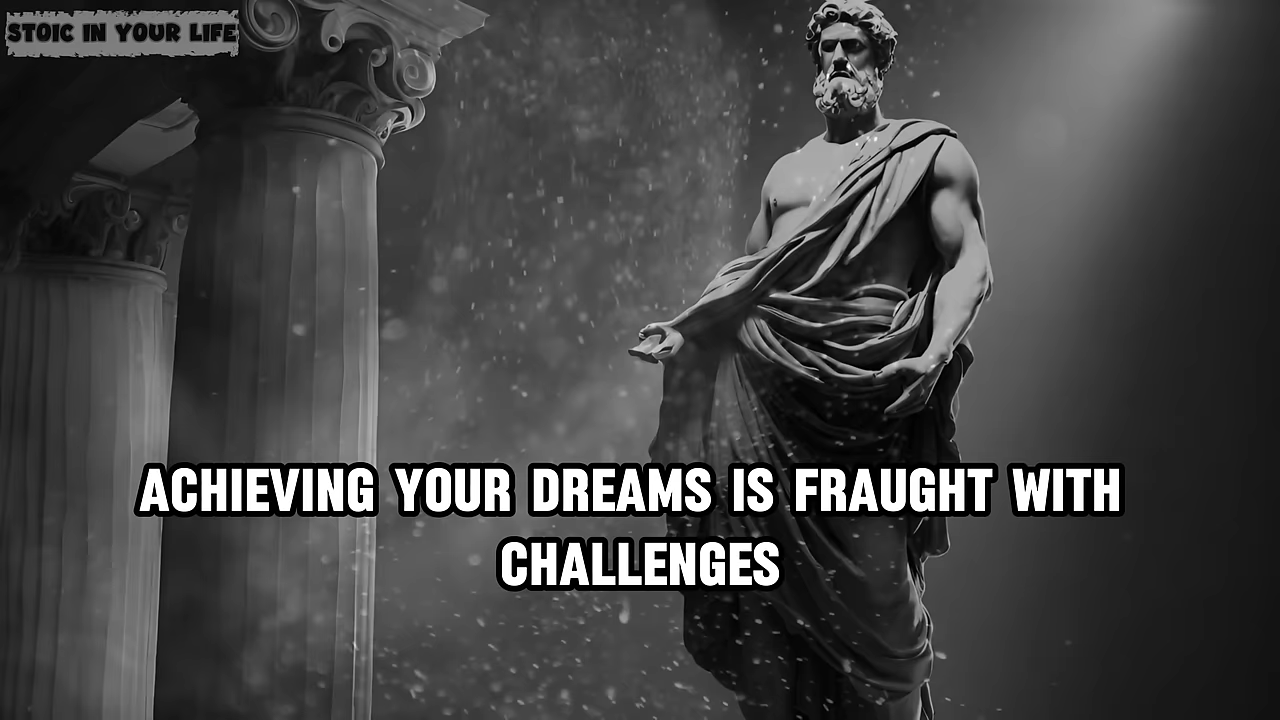 STOIC IN YOUR LIFE
ACHIEVING YOUR DREAMS IS FRAUGHT WITH
CHALLENGES